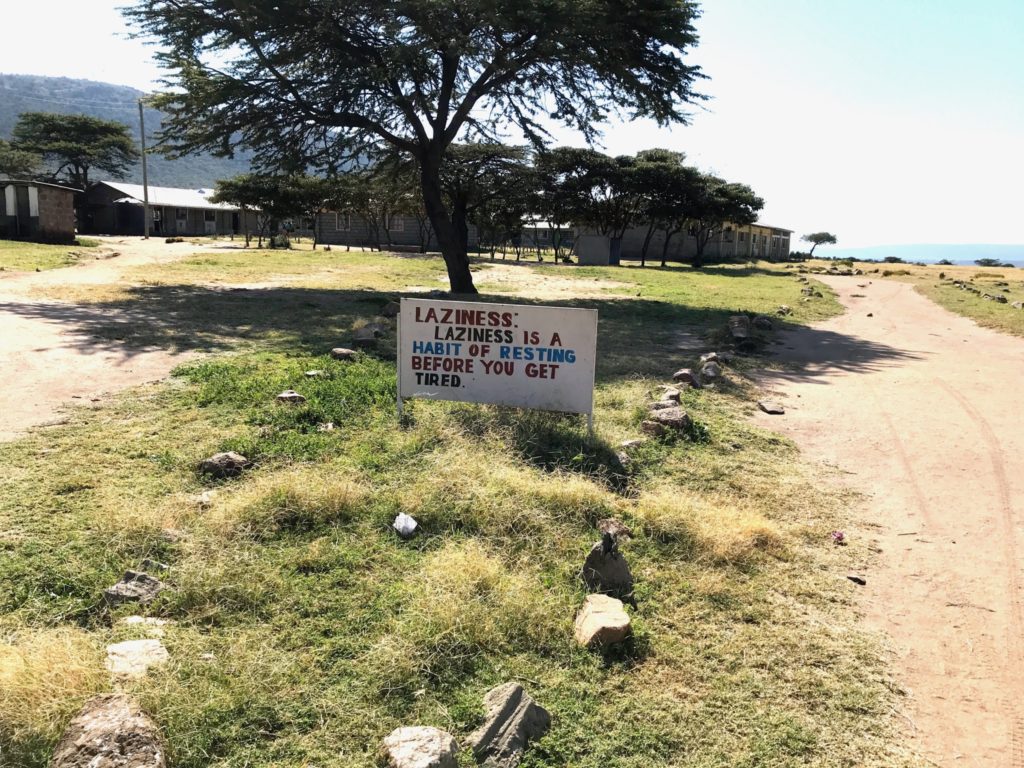 LAZINESS:
LAZINESS IS A
HABIT OF RESTING
BEFORE YOU GET
TIRED.